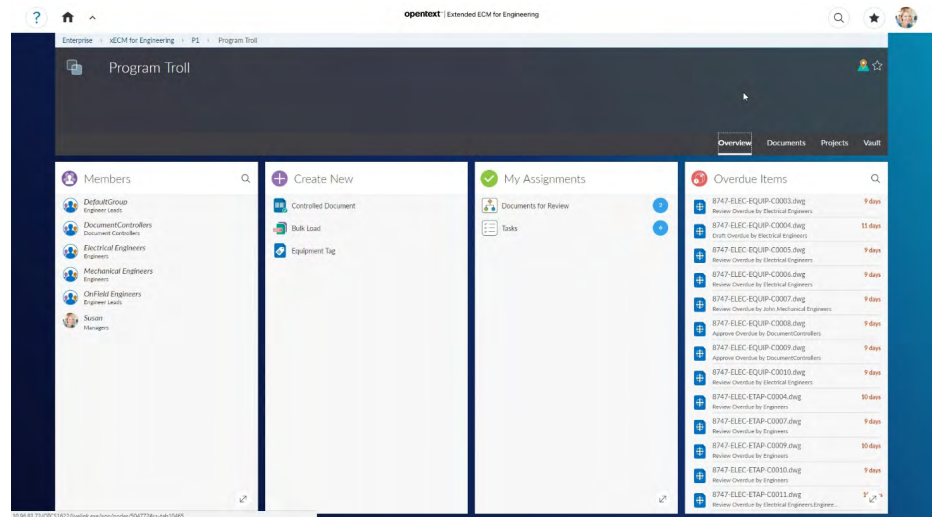 ?
opentext™ | Extended ECM for Engineering
Enterprise > xECM for Engineering > P1 > Program Troll
Program Troll
Overview Documents Projects Vault
Members
DefaultGroup
Engineer Leads
DocumentControllers
Document Controllers
Electrical Engineers
Engineers
Mechanical Engineers
Engineers
OnField Engineers
Engineer Leads
Susan
Managers
Create New
Controlled Document
Bulk Load
Equipment Tag
My Assignments
Documents for Review
Tasks
Overdue Items
8747-ELEC-EQUIP-C0003.dwg 9 days
Review Overdue by Electrical Engineers
8747-ELEC-EQUIP-C0004.dwg 11 days
Draft Overdue by Electrical Engineers
8747-ELEC-EQUIP-C0005.dwg 9 days
Review Overdue by Electrical Engineers
8747-ELEC-EQUIP-C0006.dwg 9 days
Review Overdue by Electrical Engineers
8747-ELEC-EQUIP-C0007.dwg 9 days
Review Overdue by John Mechanical Engineers
8747-ELEC-EQUIP-C0008.dwg 9 days
Approve Overdue by DocumentControllers
8747-ELEC-EQUIP-C0009.dwg 9 days
Approve Overdue by DocumentControllers
8747-ELEC-EQUIP-C0010.dwg 9 days
Review Overdue by Electrical Engineers
8747-ELEC-ETAP-C0004.dwg 10 days
Review Overdue by Engineers
8747-ELEC-ETAP-C0007.dwg 9 days
Review Overdue by Engineers
8747-ELEC-ETAP-C0009.dwg 10 days
Review Overdue by Engineers
8747-ELEC-ETAP-C0010.dwg 9 days
Review Overdue by Engineers
8747-ELEC-ETAP-C0011.dwg
Review Overdue by Electrical Engineers,Enginee...